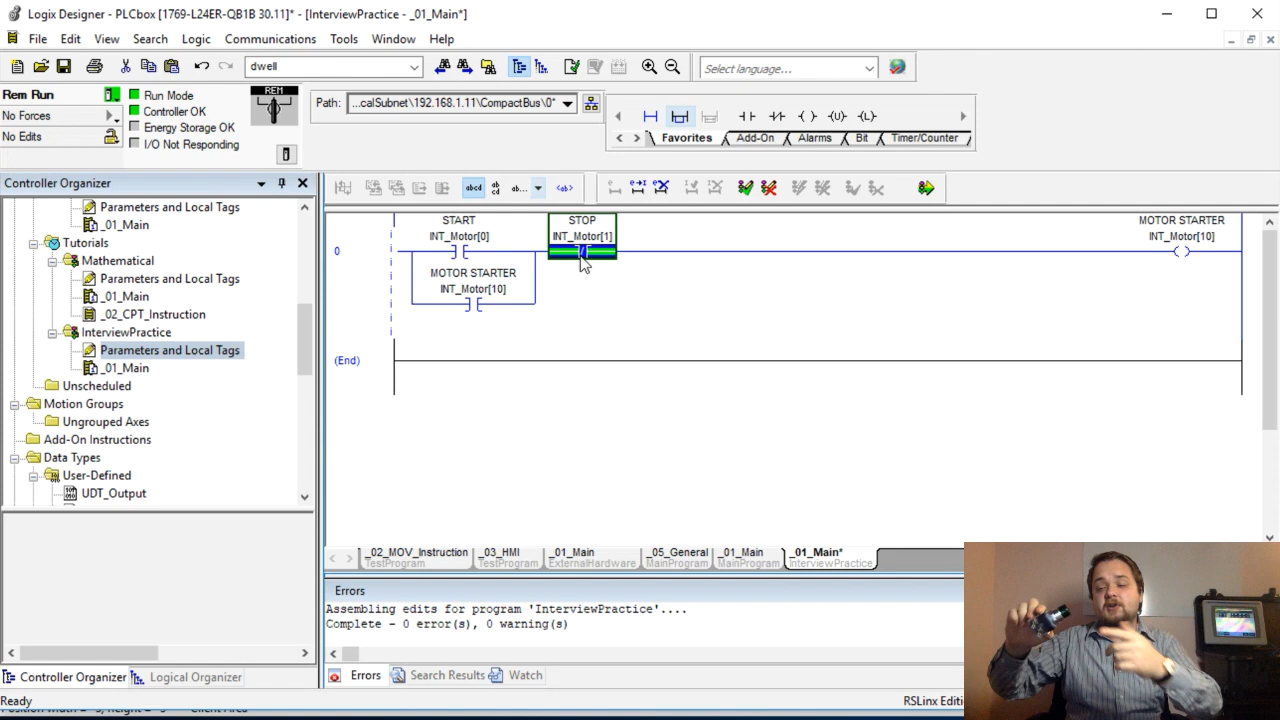 Logix Designer - PLCbox [1769-L24ER-QB1B 30.11]* - [InterviewPractice - _01_Main*]
File Edit View Search Logic Communications Tools Window Help
dwell
Select language...
Rem Run
Run Mode
REM
Path: ...calSubnet\192.168.1.11\CompactBus\0*
No Forces
Controller OK
No Edits
Energy Storage OK
I/O Not Responding
Favorites Add-On Alarms Bit Timer/Counter
Controller Organizer
Parameters and Local Tags
_01_Main
Tutorials
Mathematical
Parameters and Local Tags
_01_Main
_02_CPT_Instruction
InterviewPractice
Parameters and Local Tags
_01_Main
Unscheduled
Motion Groups
Ungrouped Axes
Add-On Instructions
Data Types
User-Defined
UDT_Output
Controller Organizer Logical Organizer
abcd ab cd ab...
START
INT_Motor[0]
STOP
INT_Motor[1]
MOTOR STARTER
INT_Motor[10]
0
MOTOR STARTER
INT_Motor[10]
(End)
_02_MOV_Instruction _03_HMI _01_Main _05_General _01_Main _01_Main*
TestProgram TestProgram ExternalHardware MainProgram MainProgram InterviewPractice
Errors
Assembling edits for program 'InterviewPractice'....
Complete - 0 error(s), 0 warning(s)
Errors Search Results Watch
Ready
RSLinx Editi